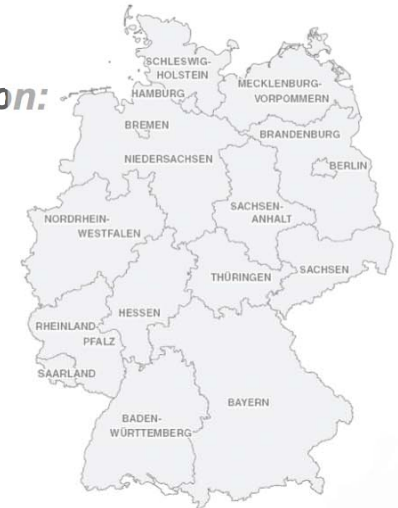 on:
SCHLESWIG-
HOLSTEIN
MECKLENBURG-
VORPOMMERN
HAMBURG
BREMEN
BRANDENBURG
NIEDERSACHSEN
BERLIN
SACHSEN-
ANHALT
NORDRHEIN-
WESTFALEN
THÜRINGEN
SACHSEN
HESSEN
RHEINLAND-
PFALZ
SAARLAND
BAYERN
BADEN-
WÜRTTEMBERG